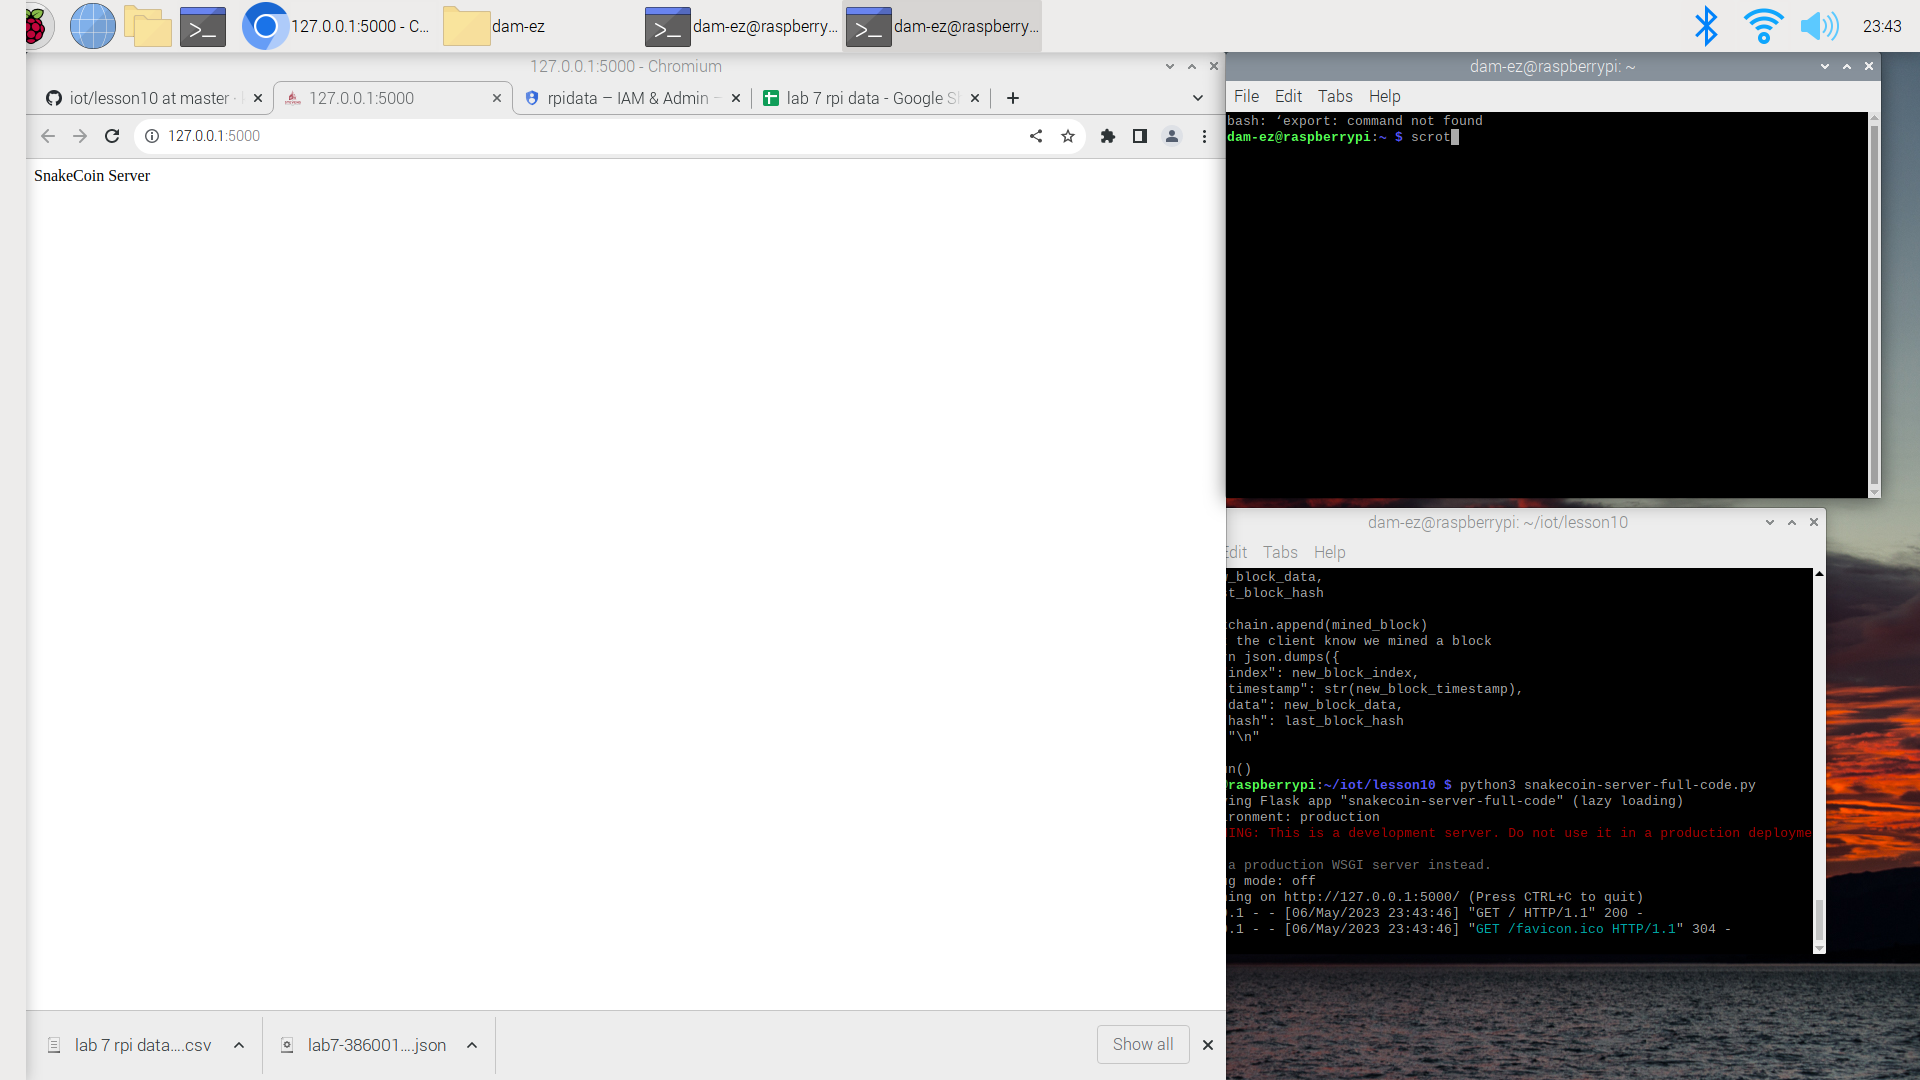 127.0.0.1:5000 - C...
dam-ez
dam-ez@raspberry...
dam-ez@raspberry...
23:43
127.0.0.1:5000 - Chromium
iot/lesson10 at master
127.0.0.1:5000
rpidata – IAM & Admin –
lab 7 rpi data - Google S
127.0.0.1:5000
SnakeCoin Server
lab 7 rpi data....csv
lab7-386001....json
Show all
dam-ez@raspberrypi: ~
File Edit Tabs Help
bash: ‘export: command not found
dam-ez@raspberrypi:~ $ scrot
dam-ez@raspberrypi: ~/iot/lesson10
Edit Tabs Help
_block_data,
t_block_hash
chain.append(mined_block)
the client know we mined a block
n json.dumps({
index": new_block_index,
timestamp": str(new_block_timestamp),
data": new_block_data,
hash": last_block_hash
"\n"
n()
raspberrypi:~/iot/lesson10 $ python3 snakecoin-server-full-code.py
ing Flask app "snakecoin-server-full-code" (lazy loading)
ronment: production
ING: This is a development server. Do not use it in a production deployme
a production WSGI server instead.
g mode: off
ing on http://127.0.0.1:5000/ (Press CTRL+C to quit)
.1 - - [06/May/2023 23:43:46] "GET / HTTP/1.1" 200 -
.1 - - [06/May/2023 23:43:46] "GET /favicon.ico HTTP/1.1" 304 -